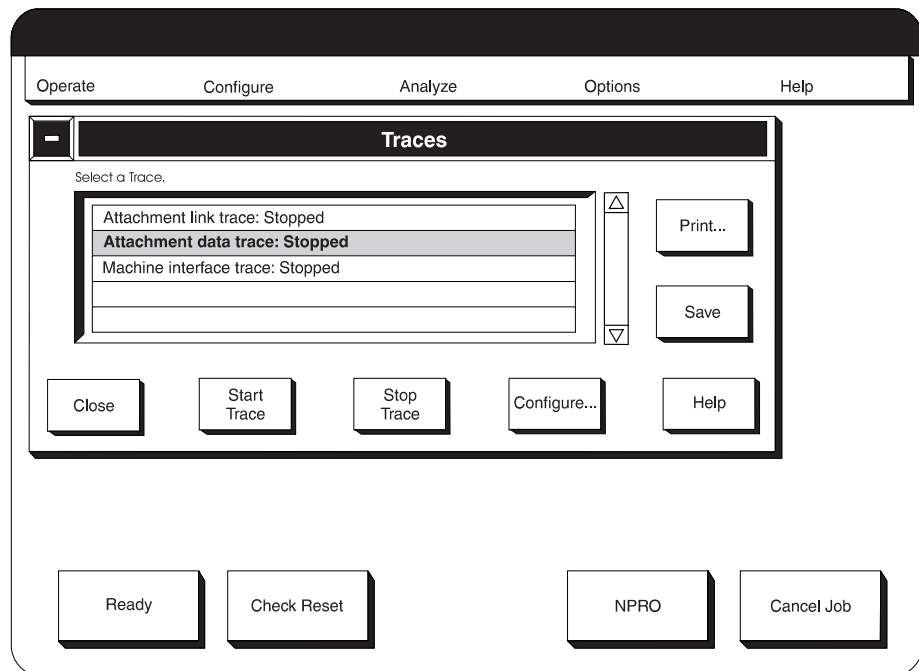 Operate Configure Analyze Options Help
Traces
Select a Trace.
Attachment link trace: Stopped
Attachment data trace: Stopped
Machine interface trace: Stopped
Print...
Save
Close
Start
Trace
Stop
Trace
Configure...
Help
Ready
Check Reset
NPRO
Cancel Job